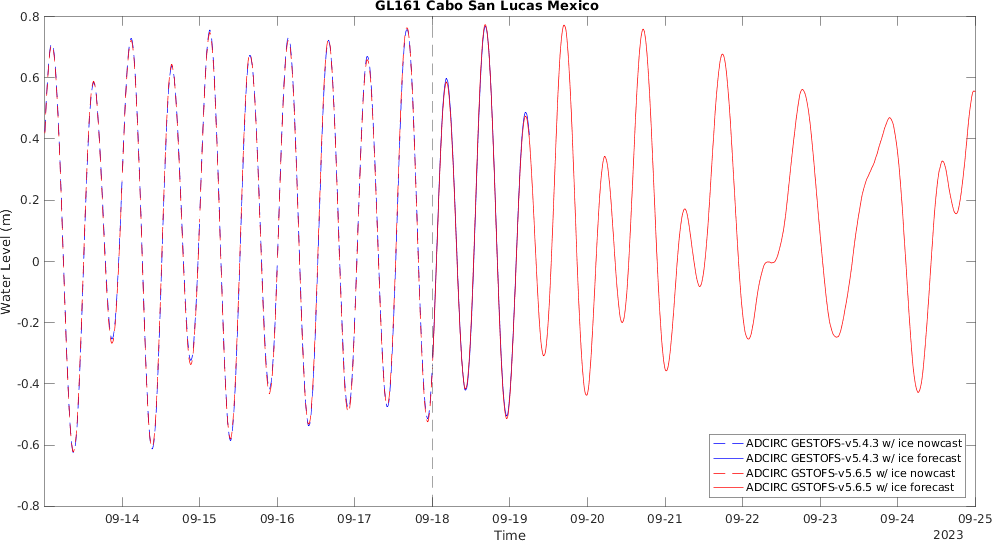 GL161 Cabo San Lucas Mexico
0.8
0.6
0.4
0.2
0
-0.2
-0.4
-0.6
-0.8
Water Level (m)
09-14 09-15 09-16 09-17 09-18 09-19 09-20 09-21 09-22 09-23 09-24 09-25
Time
2023
ADCIRC GESTOFS-v5.4.3 w/ ice nowcast
ADCIRC GESTOFS-v5.4.3 w/ ice forecast
ADCIRC GSTOFS-v5.6.5 w/ ice nowcast
ADCIRC GSTOFS-v5.6.5 w/ ice forecast